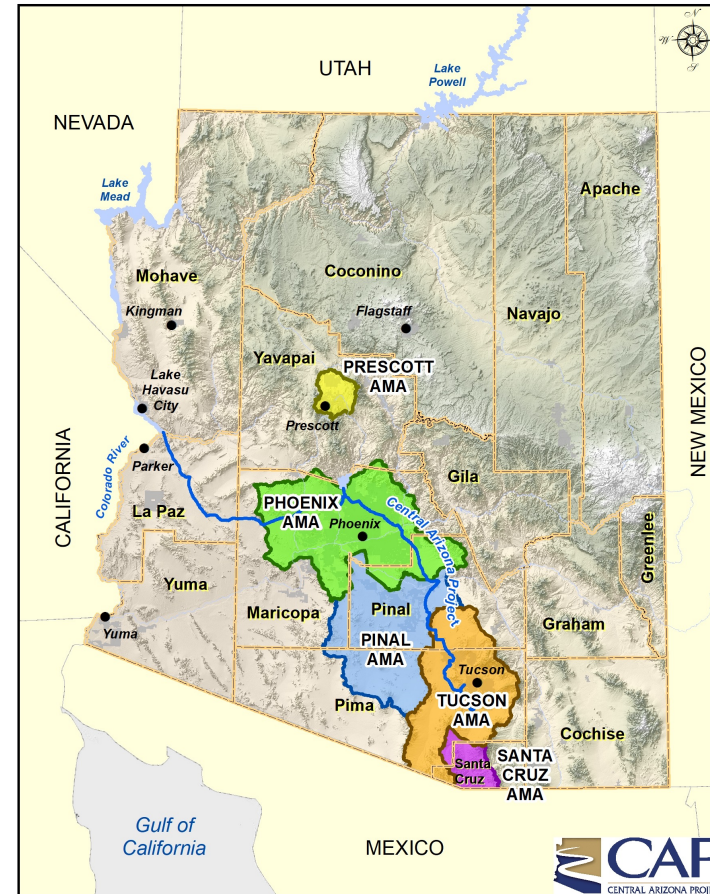 N
W
S
UTAH
Lake
Powell
NEVADA
Lake
Mead
Apache
Mohave
Coconino
Navajo
Kingman
Flagstaff
Yavapai
PRESCOTT
AMA
Lake
Havasu
City
Prescott
NEW MEXICO
CALIFORNIA
Colorado River
Parker
Gila
La Paz
PHOENIX
AMA
Phoenix
Central Arizona Project
Greenlee
Yuma
Maricopa
Pinal
Graham
Yuma
PINAL
AMA
Tucson
Pima
TUCSON
AMA
Cochise
Santa
Cruz
SANTA
CRUZ
AMA
Gulf of
California
MEXICO
CAP
CENTRAL ARIZONA PROJ